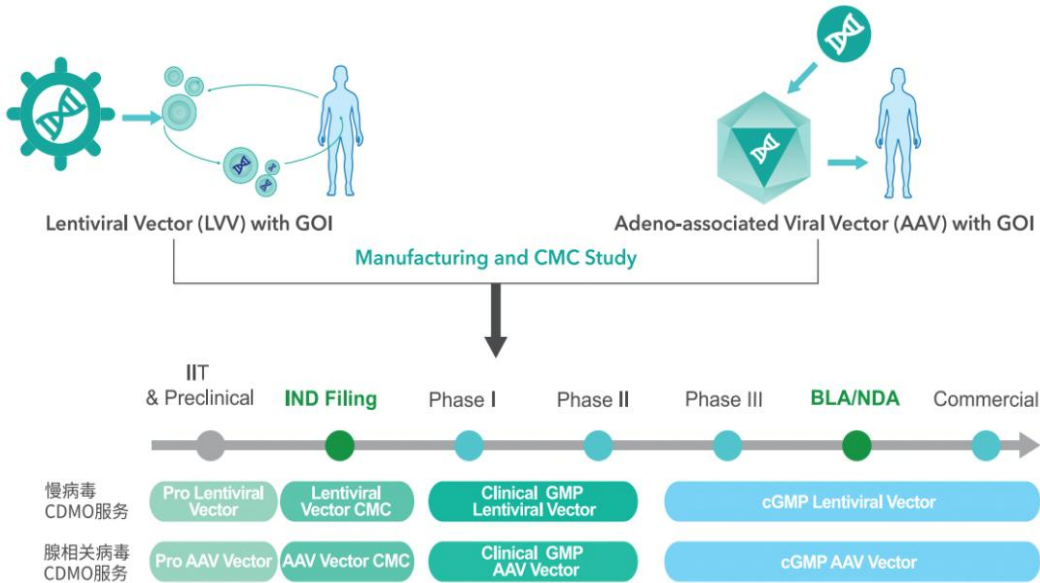 Lentiviral Vector (LVV) with GOI
Adeno-associated Viral Vector (AAV) with GOI
Manufacturing and CMC Study
IIT
& Preclinical
IND Filing
Phase I
Phase II
Phase III
BLA/NDA
Commercial
慢病毒
CDMO服务
Pro Lentiviral
Vector
Lentiviral
Vector CMC
Clinical GMP
Lentiviral Vector
cGMP Lentiviral Vector
腺相关病毒
CDMO服务
Pro AAV Vector
AAV Vector CMC
Clinical GMP
AAV Vector
cGMP AAV Vector